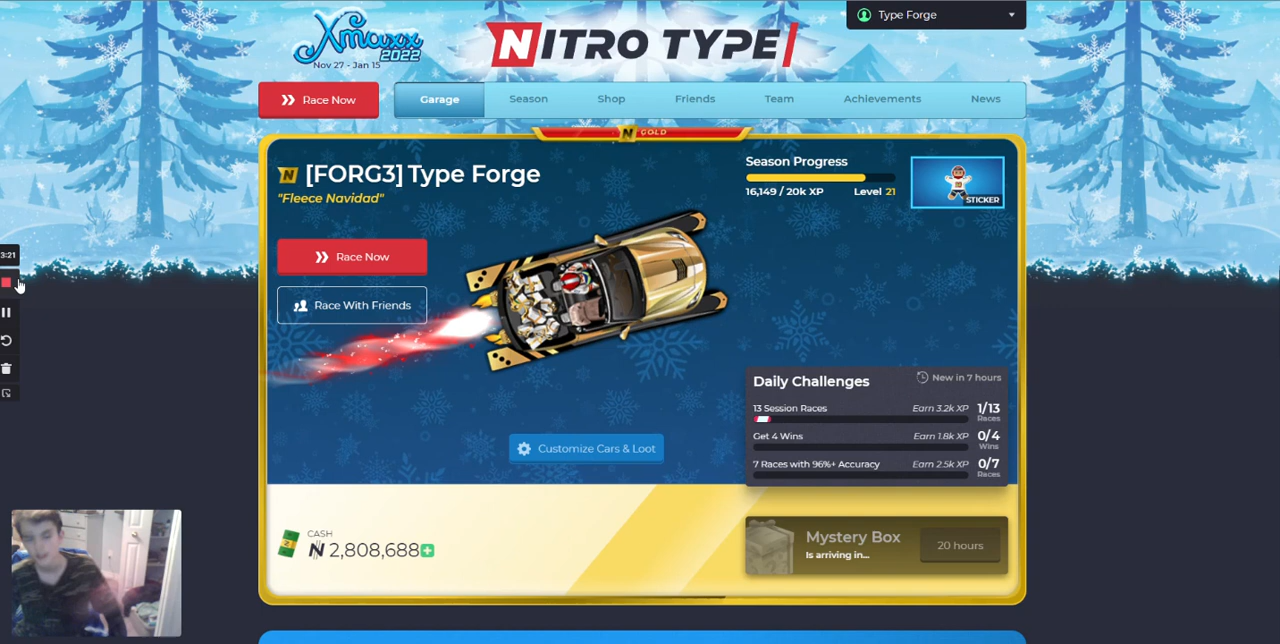 Xmaxx
2022
Nov 27 - Jan 15
NITRO TYPE
Type Forge
Race Now
Garage
Season
Shop
Friends
Team
Achievements
News
N GOLD
N [FORG3] Type Forge
"Fleece Navidad"
Season Progress
16,149 / 20k XP Level 21
STICKER
Race Now
Race With Friends
3:21
Daily Challenges
New in 7 hours
13 Session Races Earn 3.2k XP 1/13
Races
Get 4 Wins Earn 1.8k XP 0/4
Wins
7 Races with 96%+ Accuracy Earn 2.5k XP 0/7
Races
Customize Cars & Loot
CASH
N 2,808,688
Mystery Box
Is arriving in...
20 hours